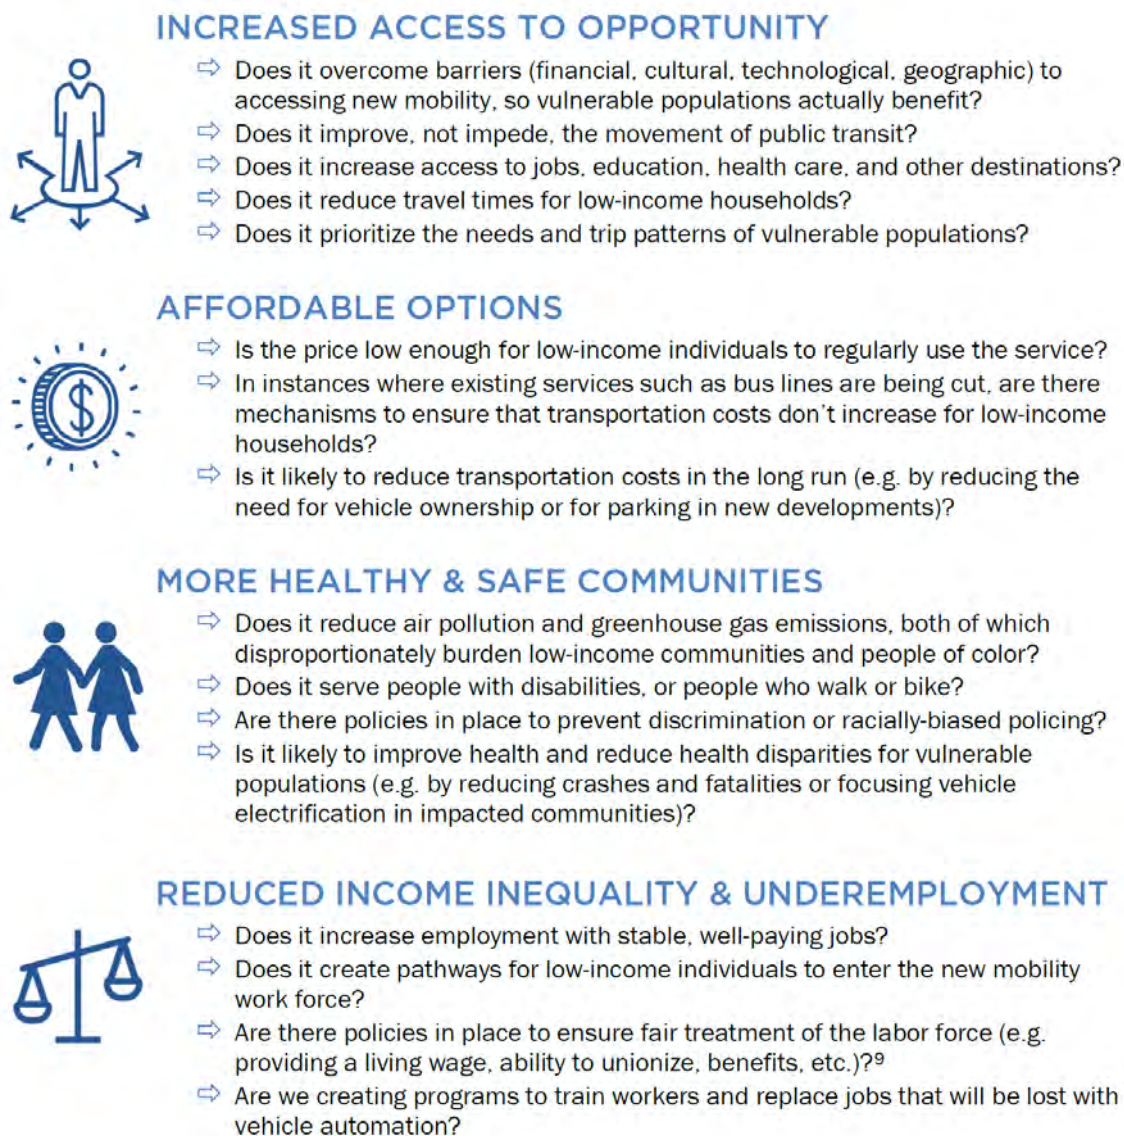 INCREASED ACCESS TO OPPORTUNITY
⇨ Does it overcome barriers (financial, cultural, technological, geographic) to
accessing new mobility, so vulnerable populations actually benefit?
⇨ Does it improve, not impede, the movement of public transit?
⇨ Does it increase access to jobs, education, health care, and other destinations?
⇨ Does it reduce travel times for low-income households?
⇨ Does it prioritize the needs and trip patterns of vulnerable populations?
AFFORDABLE OPTIONS
$
⇨ Is the price low enough for low-income individuals to regularly use the service?
⇨ In instances where existing services such as bus lines are being cut, are there
mechanisms to ensure that transportation costs don't increase for low-income
households?
⇨ Is it likely to reduce transportation costs in the long run (e.g. by reducing the
need for vehicle ownership or for parking in new developments)?
MORE HEALTHY & SAFE COMMUNITIES
⇨ Does it reduce air pollution and greenhouse gas emissions, both of which
disproportionately burden low-income communities and people of color?
⇨ Does it serve people with disabilities, or people who walk or bike?
⇨ Are there policies in place to prevent discrimination or racially-biased policing?
⇨ Is it likely to improve health and reduce health disparities for vulnerable
populations (e.g. by reducing crashes and fatalities or focusing vehicle
electrification in impacted communities)?
REDUCED INCOME INEQUALITY & UNDEREMPLOYMENT
⇨ Does it increase employment with stable, well-paying jobs?
⇨ Does it create pathways for low-income individuals to enter the new mobility
work force?
⇨ Are there policies in place to ensure fair treatment of the labor force (e.g.
providing a living wage, ability to unionize, benefits, etc.)?⁹
⇨ Are we creating programs to train workers and replace jobs that will be lost with
vehicle automation?